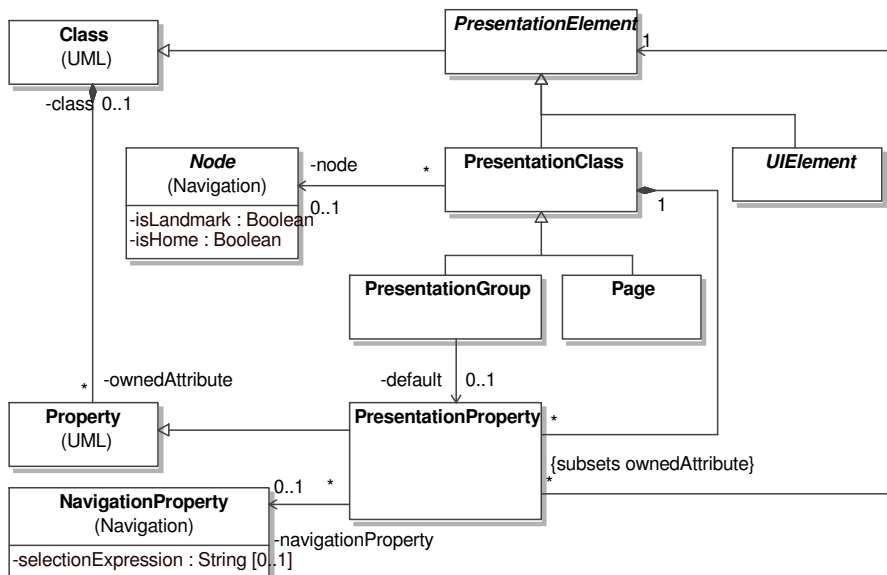 Class
(UML)
PresentationElement
1
-class 0..1
Node
(Navigation)
-isLandmark : Boolean
-isHome : Boolean
-node
*
0..1
PresentationClass
1
UIElement
PresentationGroup
Page
-default 0..1
* -ownedAttribute
Property
(UML)
PresentationProperty
*
{subsets ownedAttribute}
*
NavigationProperty
(Navigation)
-selectionExpression : String [0..1]
0..1 *
-navigationProperty